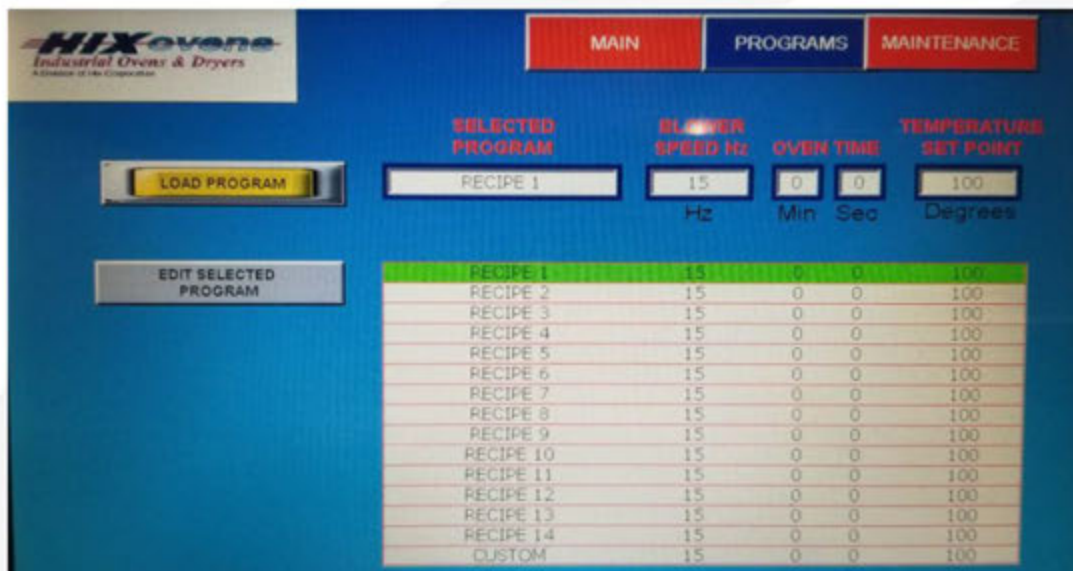 HIX ovens
Industrial Ovens & Dryers
A Division of Hix Corporation
MAIN
PROGRAMS
MAINTENANCE
SELECTED
PROGRAM
BLOWER
SPEED Hz
OVEN TIME
TEMPERATURE
SET POINT
LOAD PROGRAM
RECIPE 1 15 0 0 100
Hz Min Sec Degrees
EDIT SELECTED
PROGRAM
RECIPE 1 15 0 0 100
RECIPE 2 15 0 0 100
RECIPE 3 15 0 0 100
RECIPE 4 15 0 0 100
RECIPE 5 15 0 0 100
RECIPE 6 15 0 0 100
RECIPE 7 15 0 0 100
RECIPE 8 15 0 0 100
RECIPE 9 15 0 0 100
RECIPE 10 15 0 0 100
RECIPE 11 15 0 0 100
RECIPE 12 15 0 0 100
RECIPE 13 15 0 0 100
RECIPE 14 15 0 0 100
CUSTOM 15 0 0 100